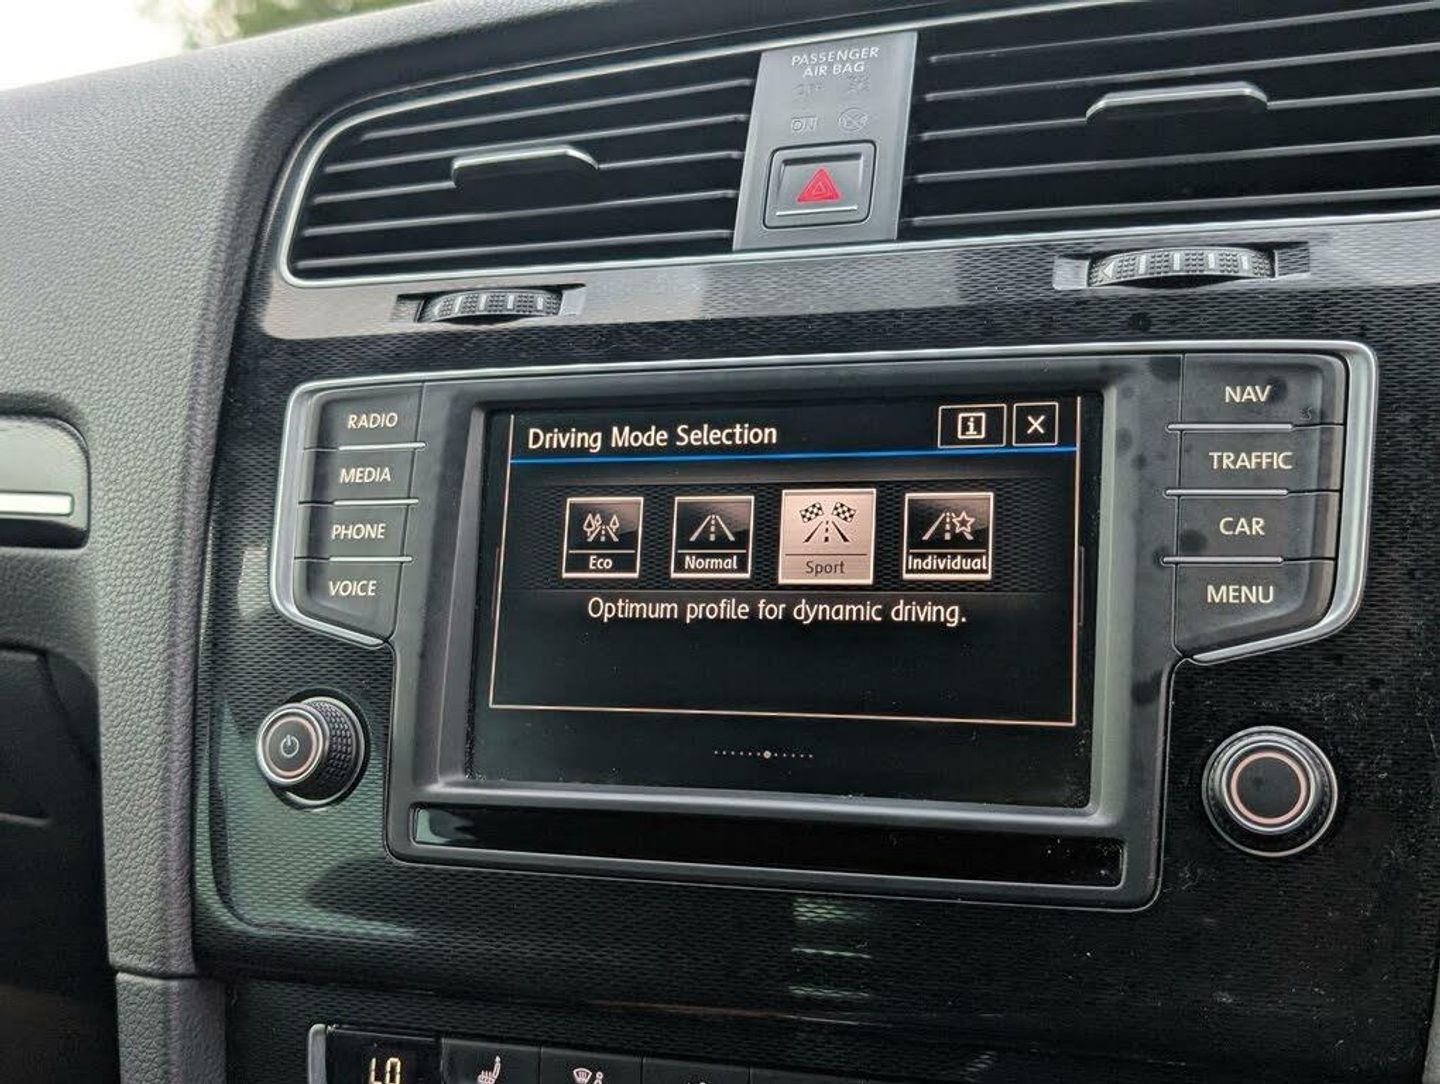 PASSENGER
AIR BAG
OFF
ON
RADIO
MEDIA
PHONE
VOICE
Driving Mode Selection
i X
Eco
Normal
Sport
Individual
Optimum profile for dynamic driving.
NAV
TRAFFIC
CAR
MENU
LO